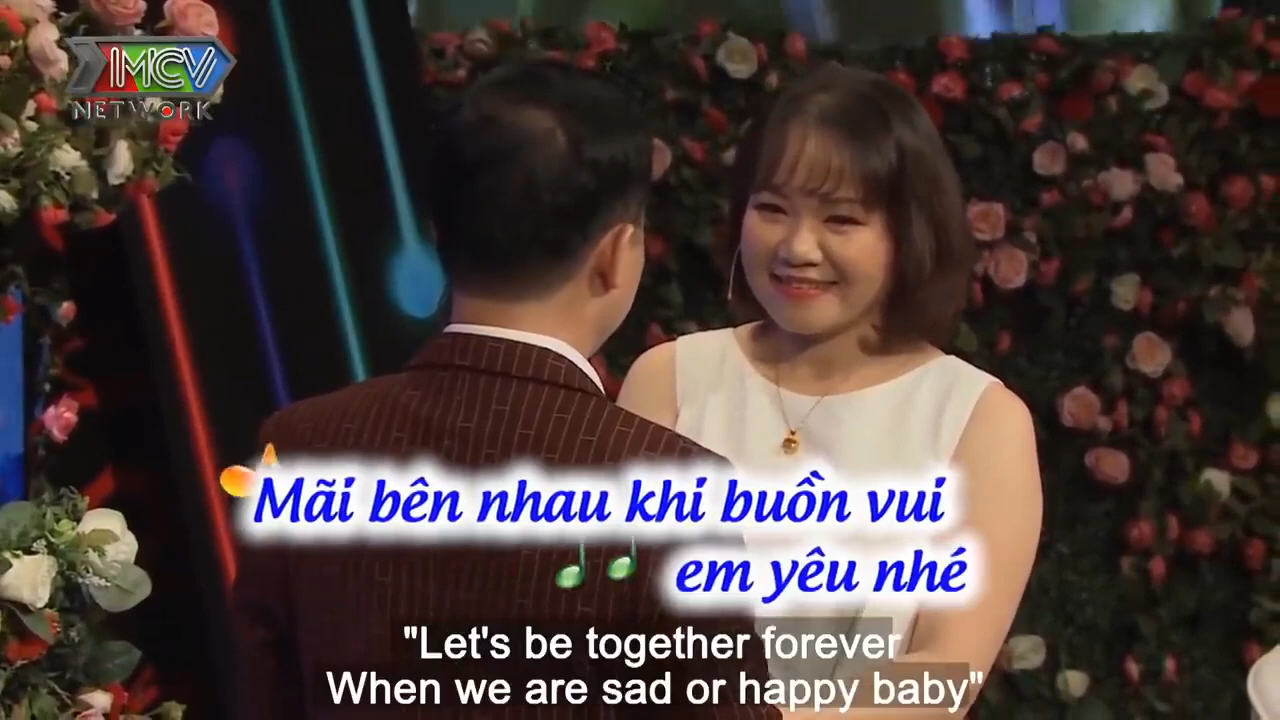 MCV
NETWORK
Mãi bên nhau khi buồn vui
em yêu nhé
"Let's be together forever
When we are sad or happy baby"